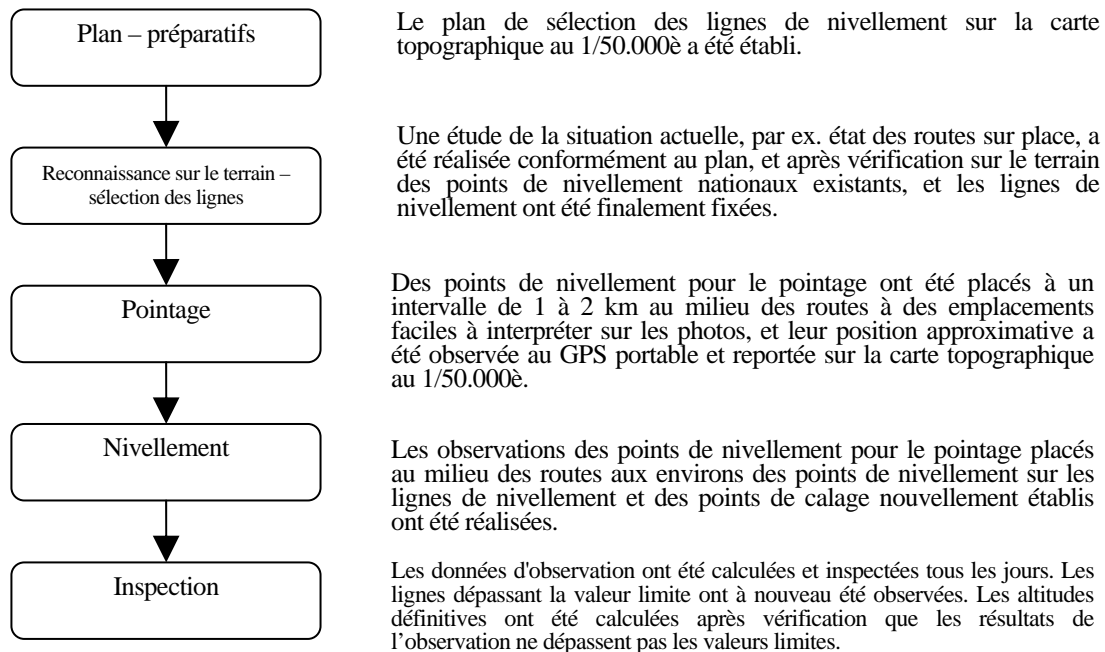 Plan – préparatifs
Le plan de sélection des lignes de nivellement sur la carte
topographique au 1/50.000è a été établi.
Reconnaissance sur le terrain –
sélection des lignes
Une étude de la situation actuelle, par ex. état des routes sur place, a
été réalisée conformément au plan, et après vérification sur le terrain
des points de nivellement nationaux existants, et les lignes de
nivellement ont été finalement fixées.
Pointage
Des points de nivellement pour le pointage ont été placés à un
intervalle de 1 à 2 km au milieu des routes à des emplacements
faciles à interpréter sur les photos, et leur position approximative a
été observée au GPS portable et reportée sur la carte topographique
au 1/50.000è.
Nivellement
Les observations des points de nivellement pour le pointage placés
au milieu des routes aux environs des points de nivellement sur les
lignes de nivellement et des points de calage nouvellement établis
ont été réalisées.
Inspection
Les données d'observation ont été calculées et inspectées tous les jours. Les
lignes dépassant la valeur limite ont à nouveau été observées. Les altitudes
définitives ont été calculées après vérification que les résultats de
l’observation ne dépassent pas les valeurs limites.